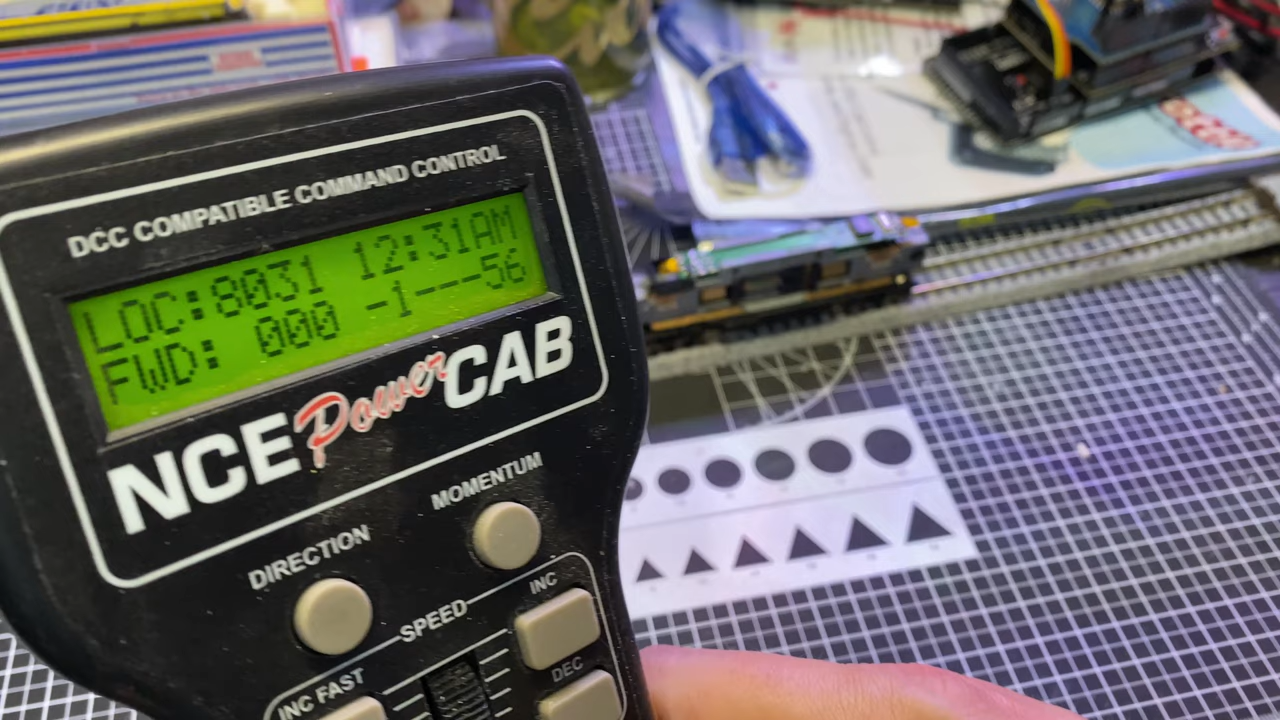 DCC COMPATIBLE COMMAND CONTROL
LOC:8031 12:31AM
FWD: 000 -1---56
NCE Power CAB
MOMENTUM
DIRECTION
SPEED
INC
INC FAST
DEC